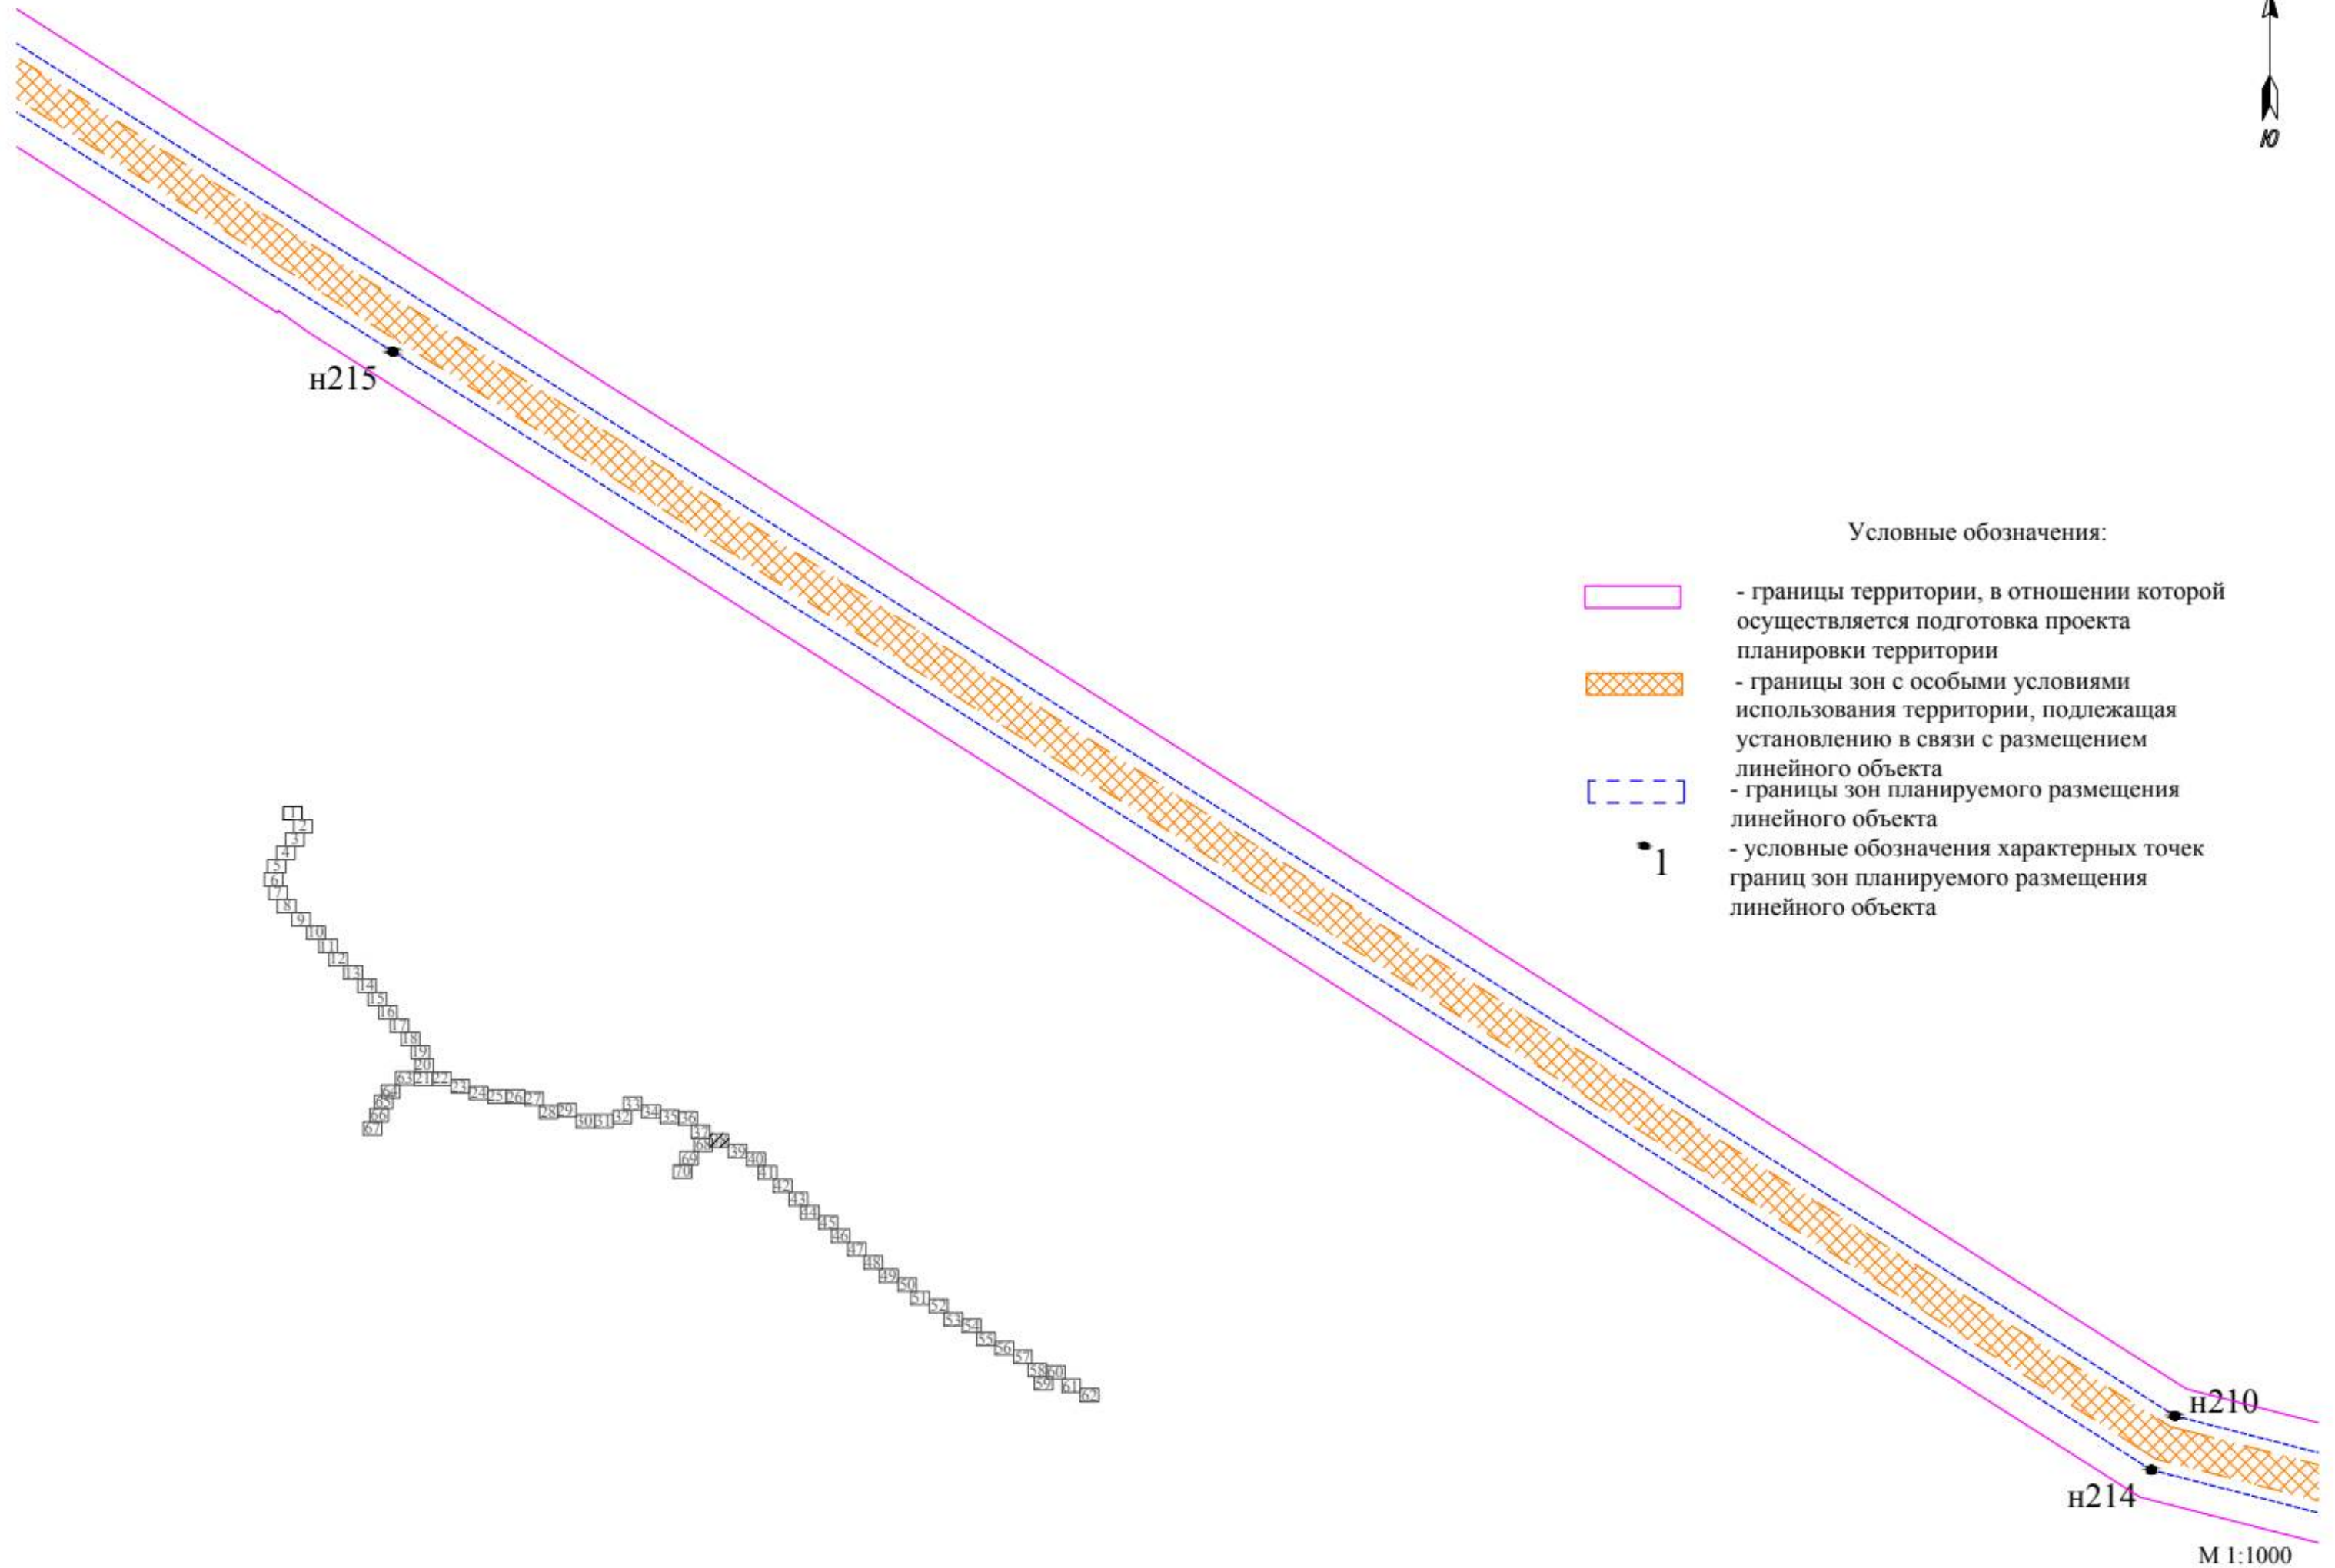 Ю
н215
Условные обозначения:
- границы территории, в отношении которой
осуществляется подготовка проекта
планировки территории
- границы зон с особыми условиями
использования территории, подлежащая
установлению в связи с размещением
линейного объекта
- границы зон планируемого размещения
линейного объекта
1
- условные обозначения характерных точек
границ зон планируемого размещения
линейного объекта
1
2
3
4
5
6
7
8
9
10
11
12
13
14
15
16
17
18
19
20
63 21 22 23 24 25 26 27
64
65
66
67
28 29 30 31 32 33 34 35 36
37
68
69
70
39
40
41
42
43
44
45
46
47
48
49
50
51
52
53
54
55
56
57
58 60
59
61
62
н210
н214
М 1:1000